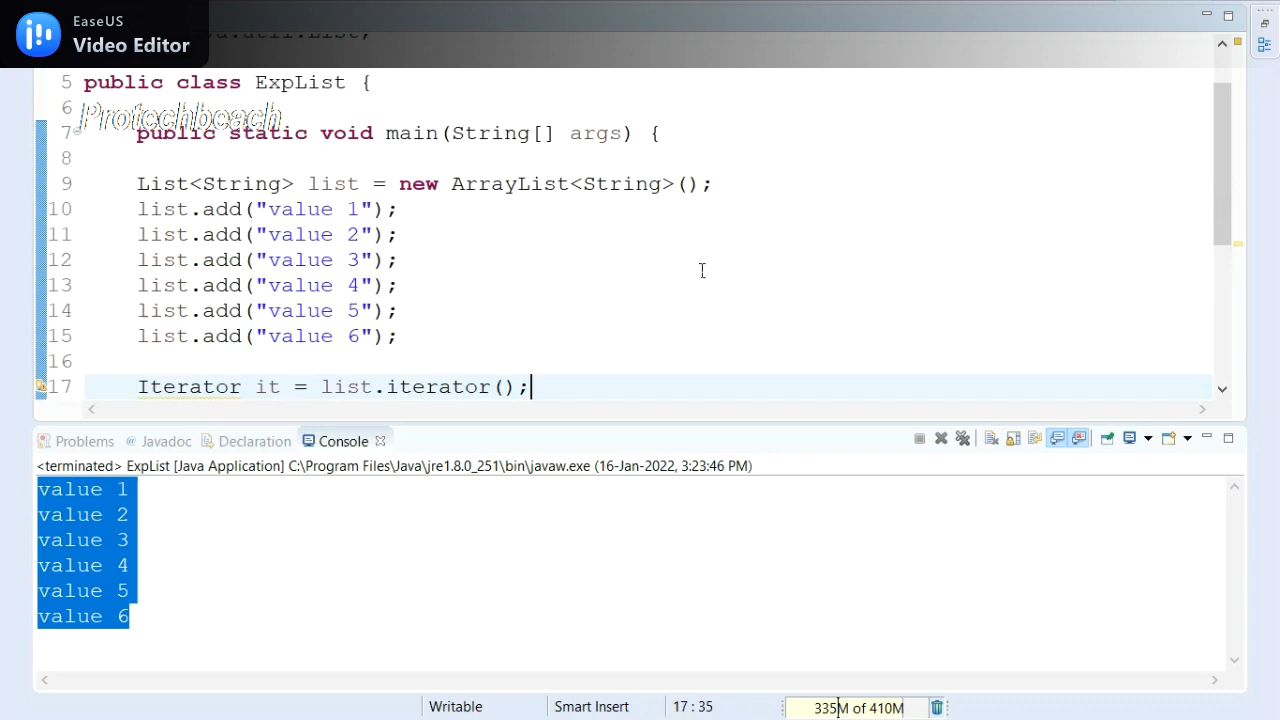 EaseUS
Video Editor
5 public class ExpList {
6
Protechbeach
7 public static void main(String[] args) {
8
9 List<String> list = new ArrayList<String>();
10 list.add("value 1");
11 list.add("value 2");
12 list.add("value 3");
13 list.add("value 4");
14 list.add("value 5");
15 list.add("value 6");
16
17 Iterator it = list.iterator();
Problems @ Javadoc Declaration Console
<terminated> ExpList [Java Application] C:\Program Files\Java\jre1.8.0_251\bin\javaw.exe (16-Jan-2022, 3:23:46 PM)
value 1
value 2
value 3
value 4
value 5
value 6
Writable Smart Insert 17 : 35 335M of 410M